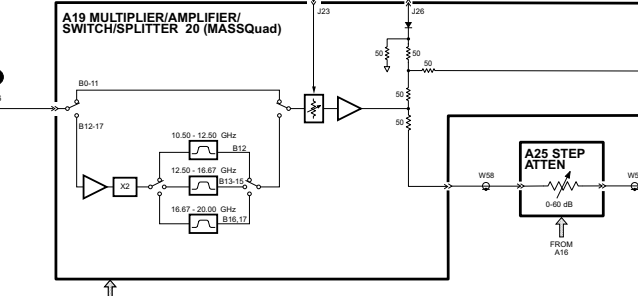 A19 MULTIPLIER/AMPLIFIER/
SWITCH/SPLITTER 20 (MASSQuad)
J23
J26
50
50
50
50
50
B0-11
B12-17
X2
10.50 - 12.50 GHz
B12
12.50 - 16.67 GHz
B13-15
16.67 - 20.00 GHz
B16,17
W58
A25 STEP
ATTEN
0-60 dB
FROM
A16